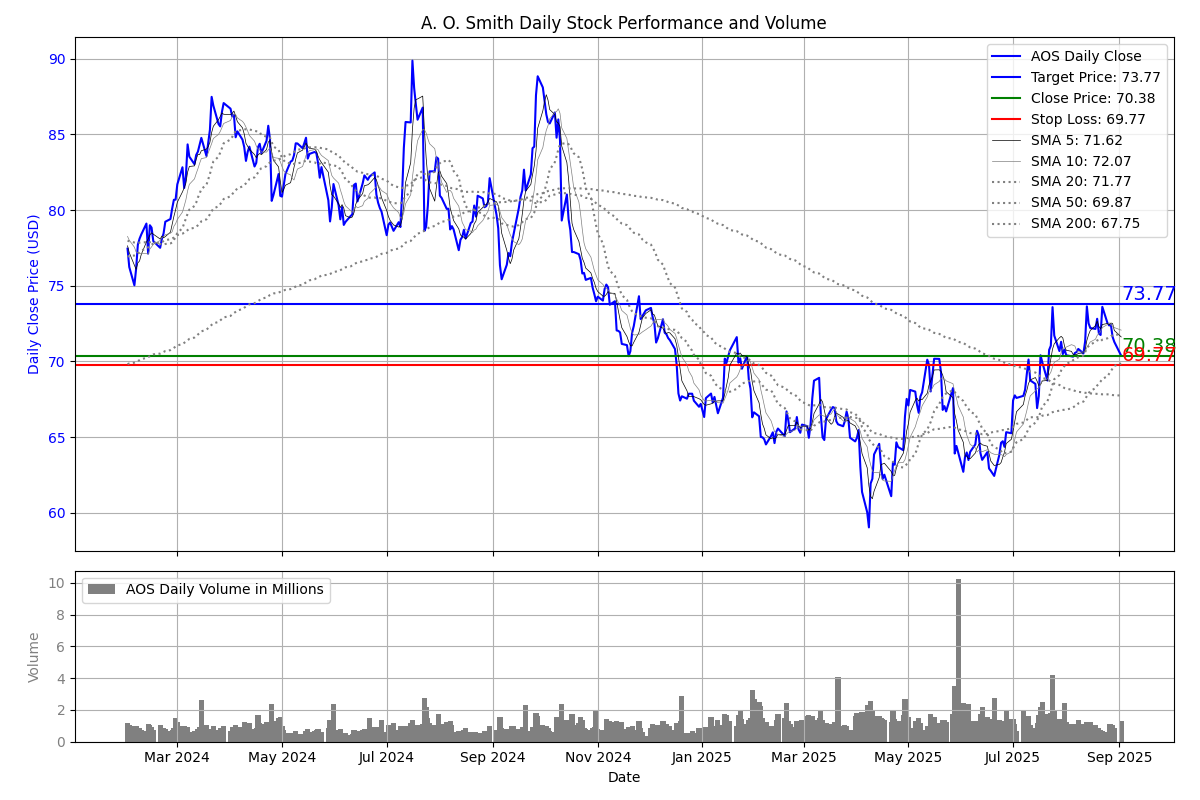 A. O. Smith Daily Stock Performance and Volume
Daily Close Price (USD)
90
85
80
75
70
65
60
AOS Daily Close
Target Price: 73.77
Close Price: 70.38
Stop Loss: 69.77
SMA 5: 71.62
SMA 10: 72.07
SMA 20: 71.77
SMA 50: 69.87
SMA 200: 67.75
73.77
70.38
69.77
Volume
10
8
6
4
2
0
AOS Daily Volume in Millions
Mar 2024 May 2024 Jul 2024 Sep 2024 Nov 2024 Jan 2025 Mar 2025 May 2025 Jul 2025 Sep 2025
Date